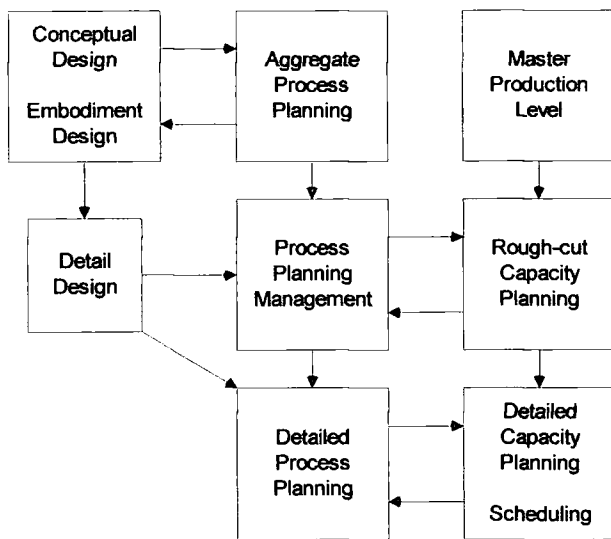 Conceptual
Design
Embodiment
Design
Aggregate
Process
Planning
Master
Production
Level
Detail
Design
Process
Planning
Management
Rough-cut
Capacity
Planning
Detailed
Process
Planning
Detailed
Capacity
Planning
Scheduling